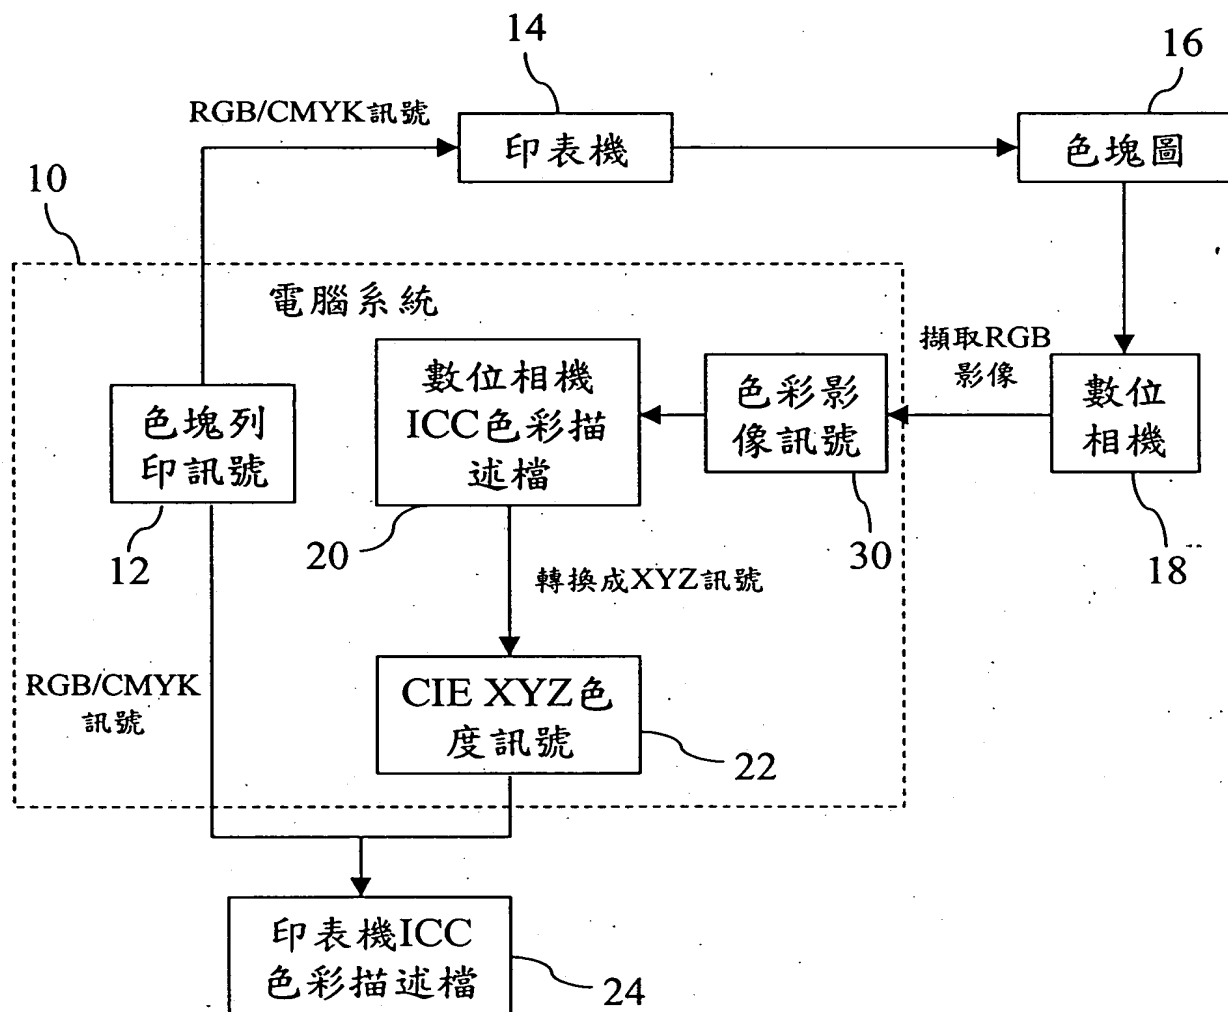 14
16
RGB/CMYK訊號
印表機
色塊圖
10
電腦系統
擷取RGB
影像
數位相機
ICC色彩描
述檔
色彩影
像訊號
數位
相機
色塊列
印訊號
12
20
30
18
轉換成XYZ訊號
RGB/CMYK
訊號
CIE XYZ色
度訊號
22
印表機ICC
色彩描述檔
24